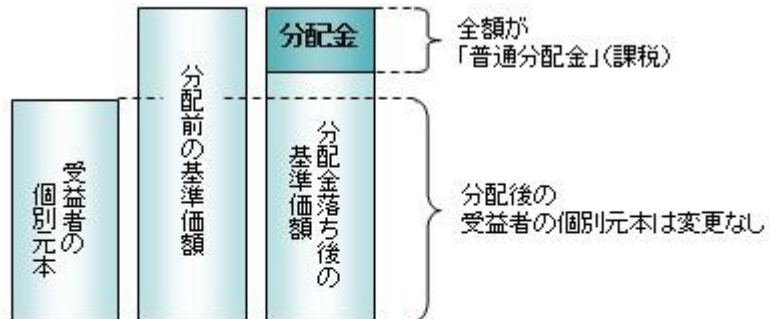 受益者の
個別元本
分配前の基準価額
分配金
分配金落ち後の
基準価額
全額が
「普通分配金」(課税)
分配後の
受益者の個別元本は変更なし